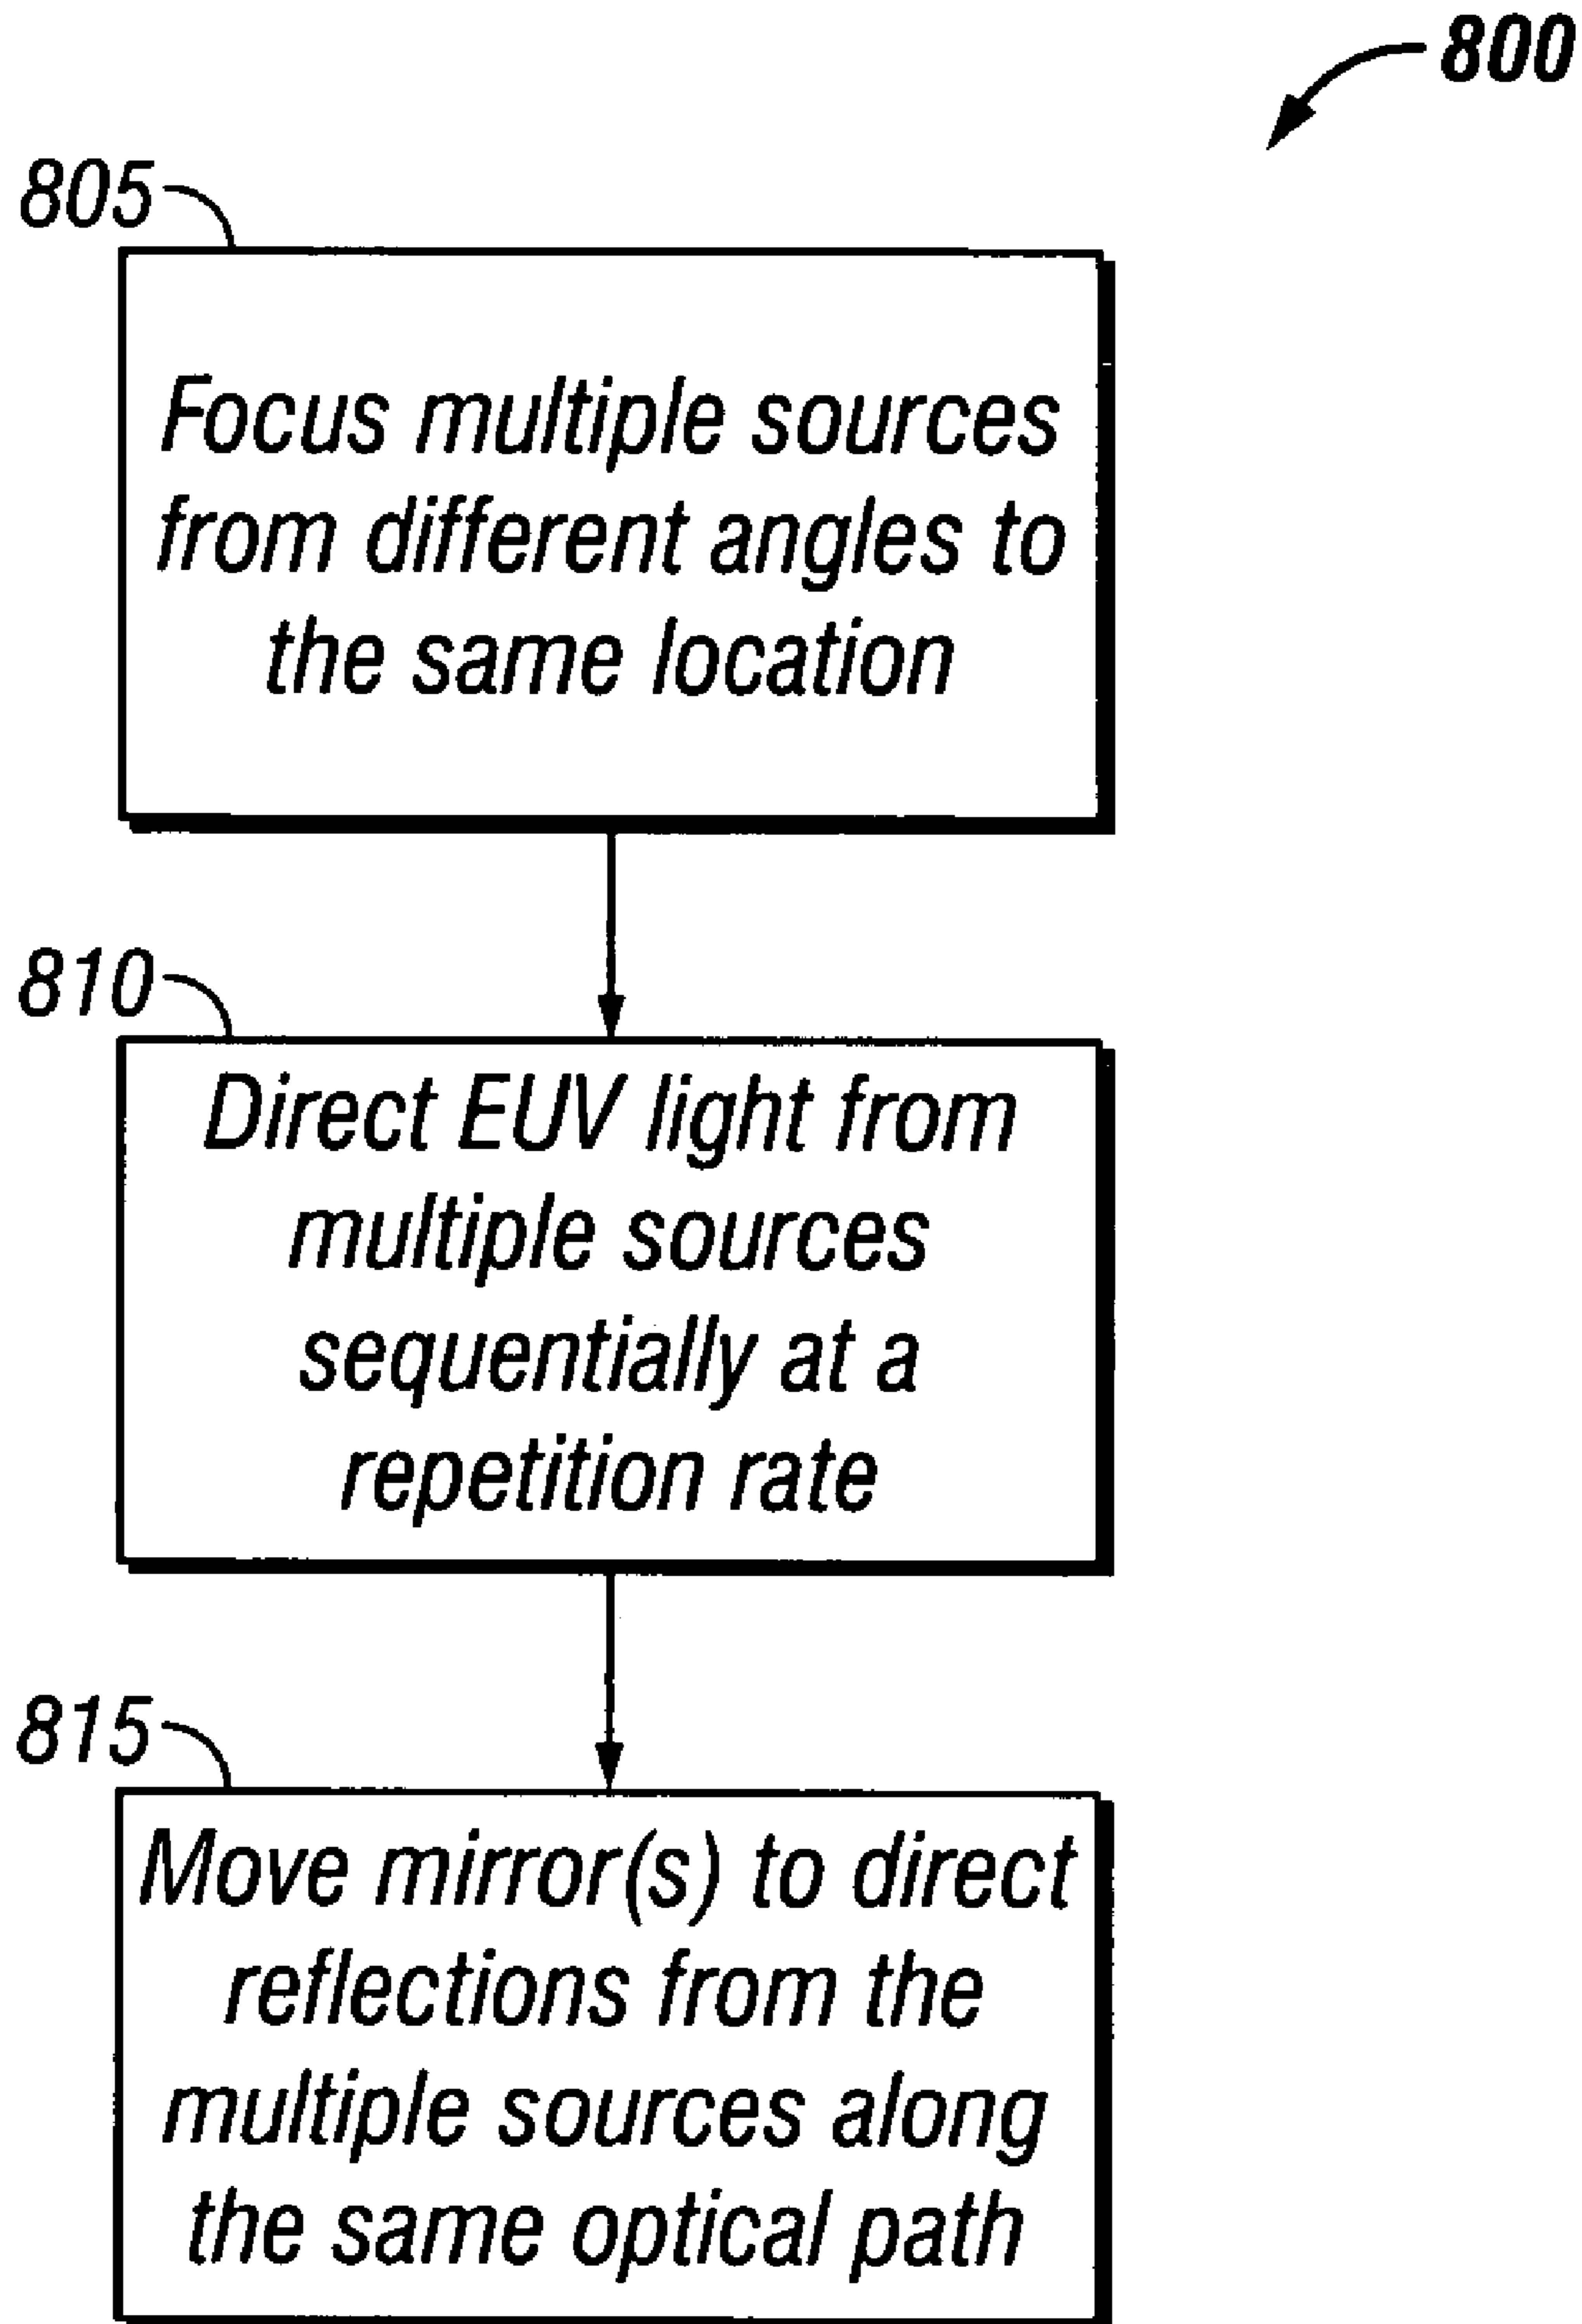 800
805
Focus multiple sources
from different angles to
the same location
810
Direct EUV light from
multiple sources
sequentially at a
repetition rate
815
Move mirror(s) to direct
reflections from the
multiple sources along
the same optical path